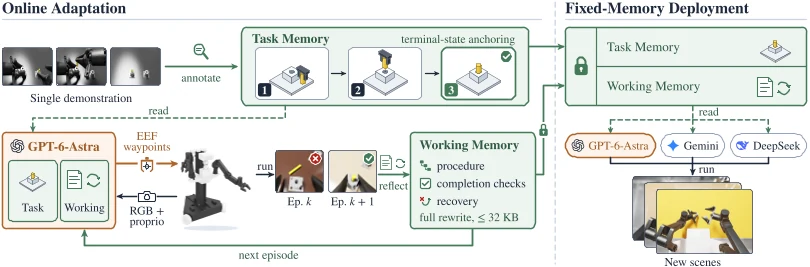 Online Adaptation
Fixed-Memory Deployment
Single demonstration
annotate
Task Memory
terminal-state anchoring
1
2
3
read
GPT-6-Astra
Task
Working
EEF
waypoints
RGB +
proprio
run
Ep. k
Ep. k + 1
reflect
Working Memory
procedure
completion checks
recovery
full rewrite, ≤ 32 KB
next episode
Task Memory
Working Memory
read
GPT-6-Astra
Gemini
DeepSeek
run
New scenes